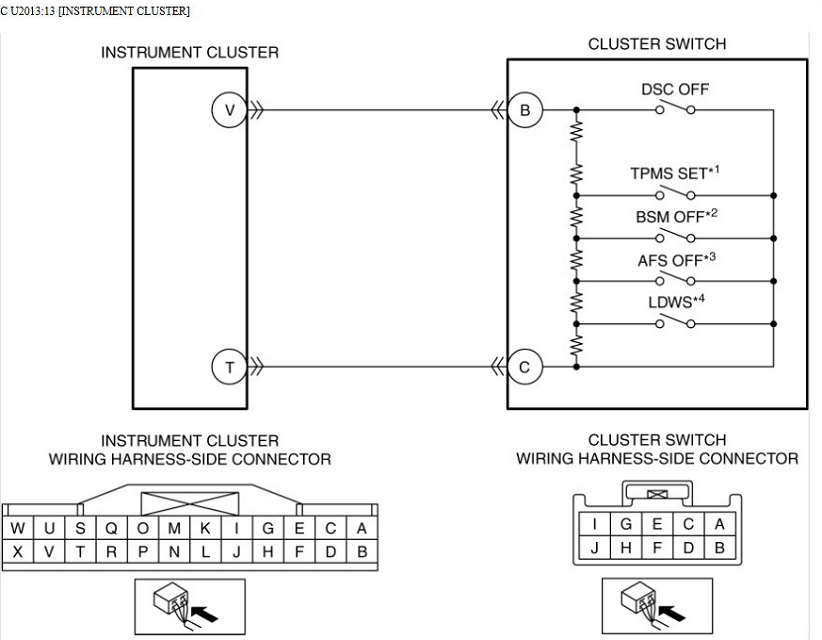 C U2013:13 [INSTRUMENT CLUSTER]
INSTRUMENT CLUSTER
CLUSTER SWITCH
DSC OFF
V
B
TPMS SET*1
BSM OFF*2
AFS OFF*3
LDWS*4
T
C
INSTRUMENT CLUSTER
WIRING HARNESS-SIDE CONNECTOR
CLUSTER SWITCH
WIRING HARNESS-SIDE CONNECTOR
W U S Q O M K I G E C A
X V T R P N L J H F D B
I G E C A
J H F D B